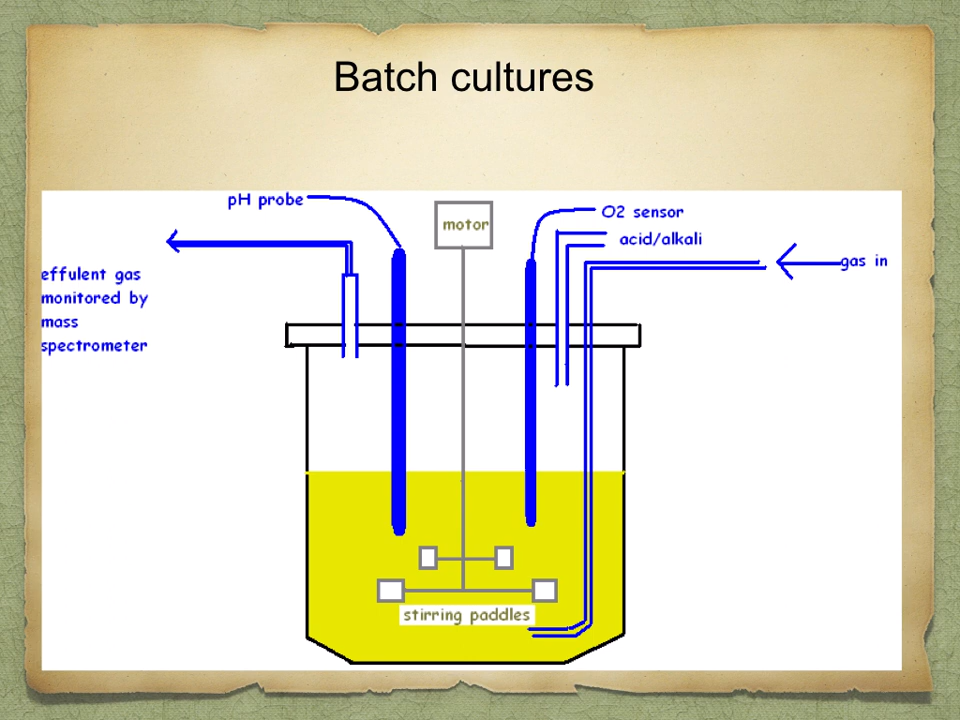 Batch cultures
pH probe
motor
O2 sensor
acid/alkali
gas in
effulent gas
monitored by
mass
spectrometer
stirring paddles